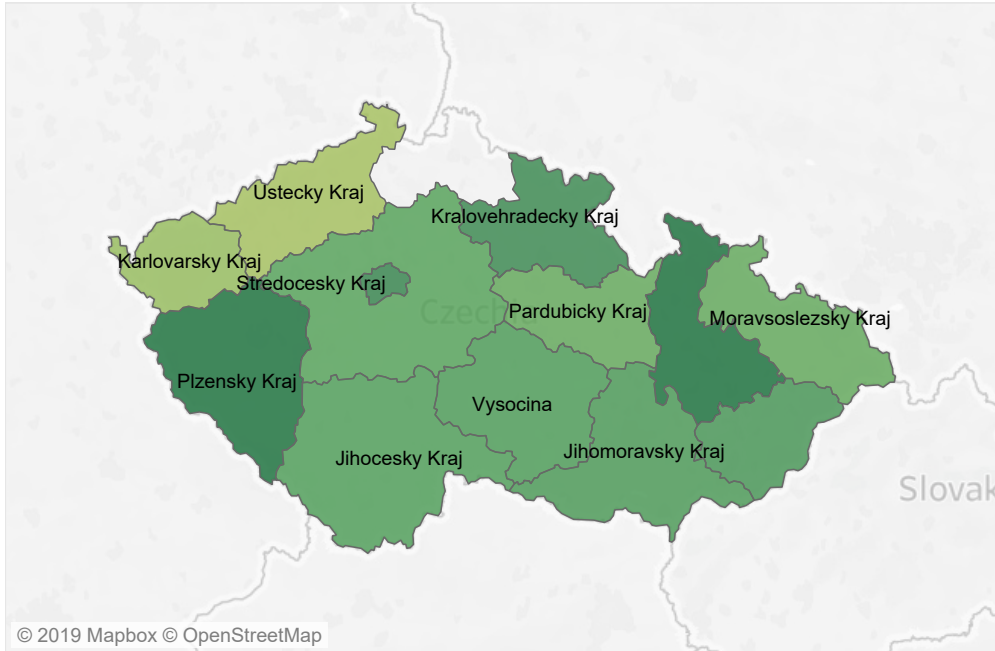 Ustecky Kraj
Kralovehradecky Kraj
Karlovarsky Kraj
Stredocesky Kraj
Pardubicky Kraj
Moravsoslezsky Kraj
Plzensky Kraj
Vysocina
Jihomoravsky Kraj
Jihocesky Kraj
Slovak
© 2019 Mapbox © OpenStreetMap